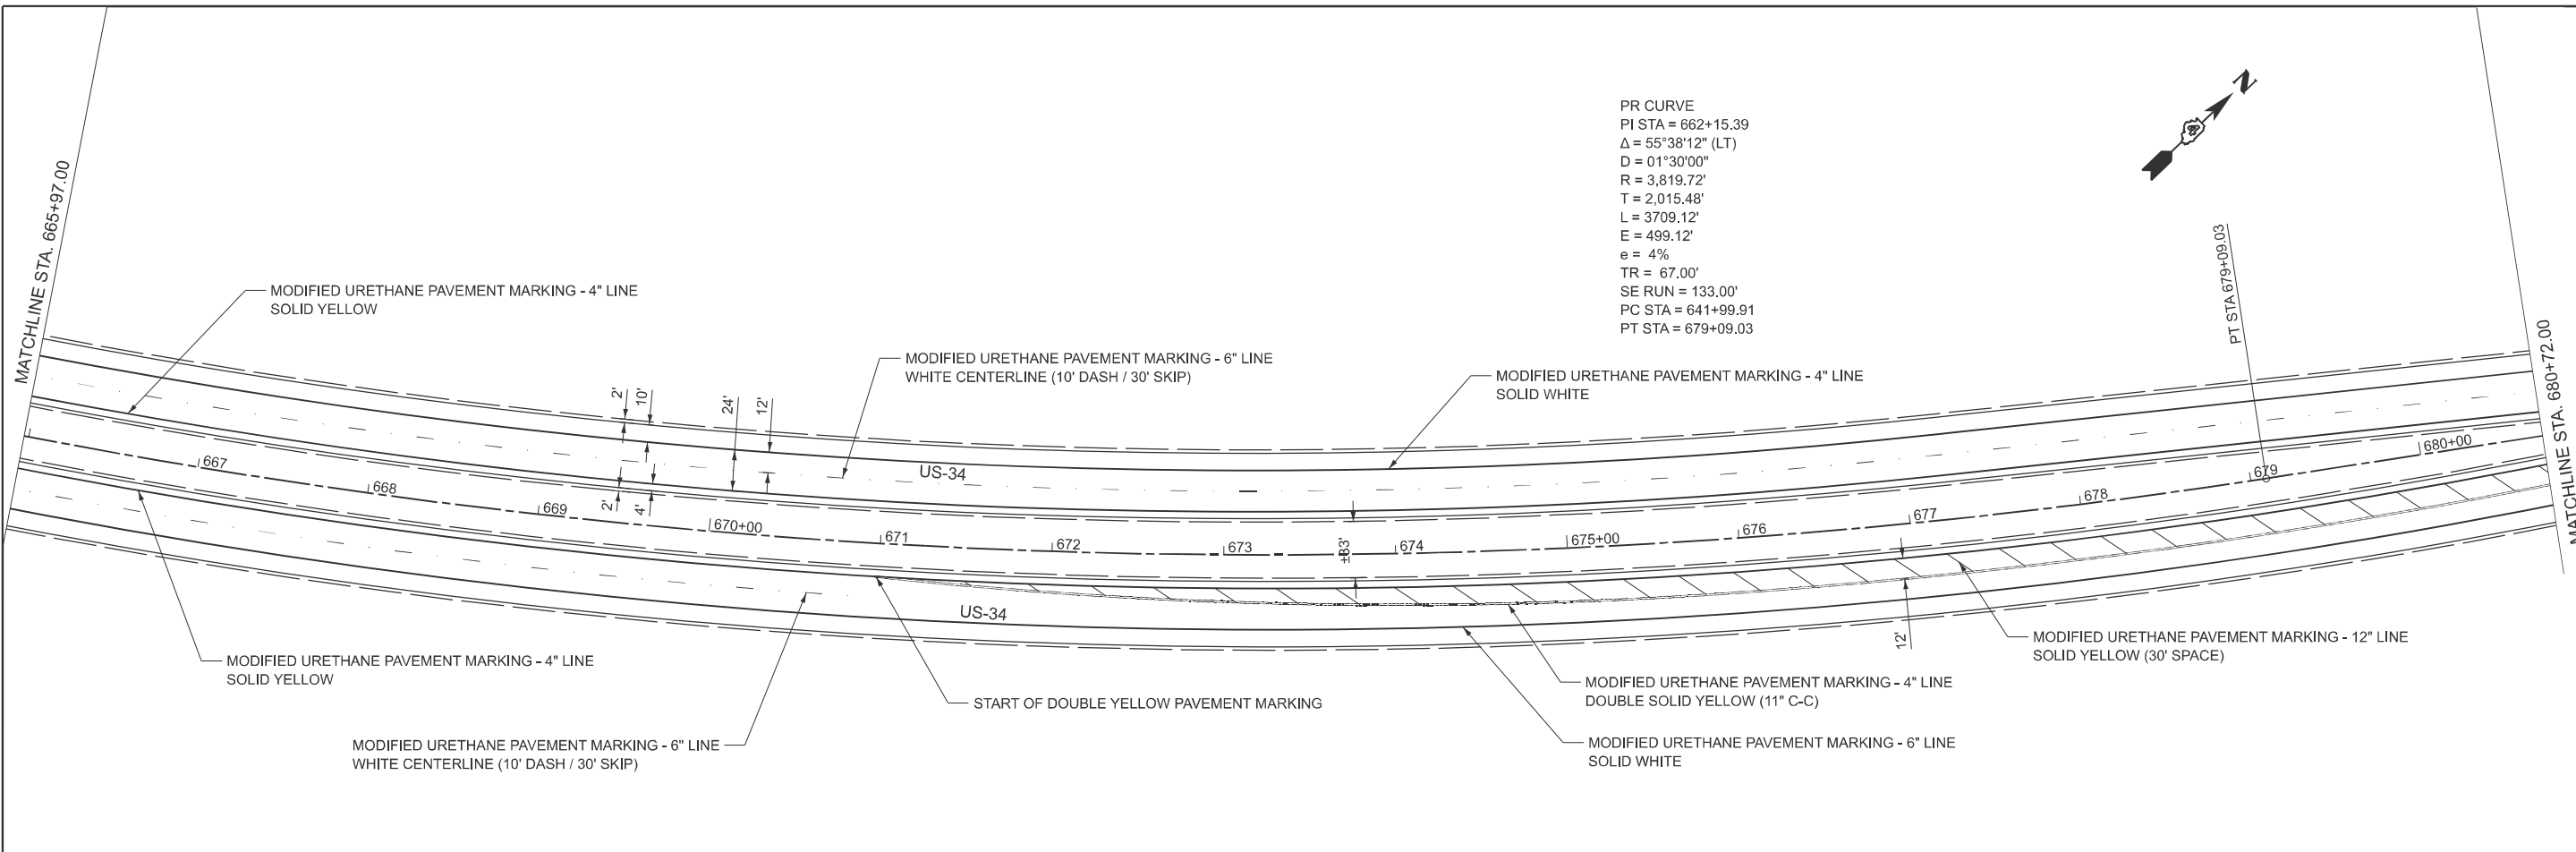 MATCHLINE STA. 665+97.00
MODIFIED URETHANE PAVEMENT MARKING - 4" LINE
SOLID YELLOW
2'
10'
24'
12'
MODIFIED URETHANE PAVEMENT MARKING - 6" LINE
WHITE CENTERLINE (10' DASH / 30' SKIP)
MODIFIED URETHANE PAVEMENT MARKING - 4" LINE
SOLID WHITE
PR CURVE
PI STA = 662+15.39
Δ = 55°38'12" (LT)
D = 01°30'00"
R = 3,819.72'
T = 2,015.48'
L = 3709.12'
E = 499.12'
e = 4%
TR = 67.00'
SE RUN = 133.00'
PC STA = 641+99.91
PT STA = 679+09.03
N
PT STA 679+09.03
MATCHLINE STA. 680+72.00
US-34
2'
4'
667
668
669
670+00
671
672
673
±33'
674
675+00
676
677
678
679
680+00
US-34
12'
MODIFIED URETHANE PAVEMENT MARKING - 4" LINE
SOLID YELLOW
START OF DOUBLE YELLOW PAVEMENT MARKING
MODIFIED URETHANE PAVEMENT MARKING - 6" LINE
WHITE CENTERLINE (10' DASH / 30' SKIP)
MODIFIED URETHANE PAVEMENT MARKING - 12" LINE
SOLID YELLOW (30' SPACE)
MODIFIED URETHANE PAVEMENT MARKING - 4" LINE
DOUBLE SOLID YELLOW (11" C-C)
MODIFIED URETHANE PAVEMENT MARKING - 6" LINE
SOLID WHITE